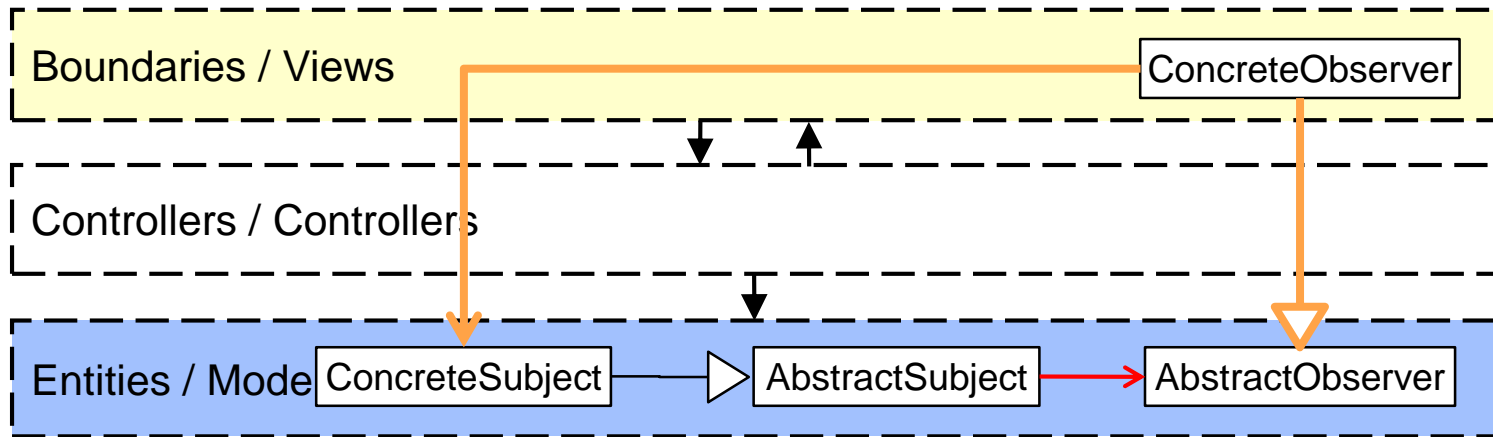 Boundaries / Views
ConcreteObserver
Controllers / Controllers
Entities / Mode
ConcreteSubject
AbstractSubject
AbstractObserver